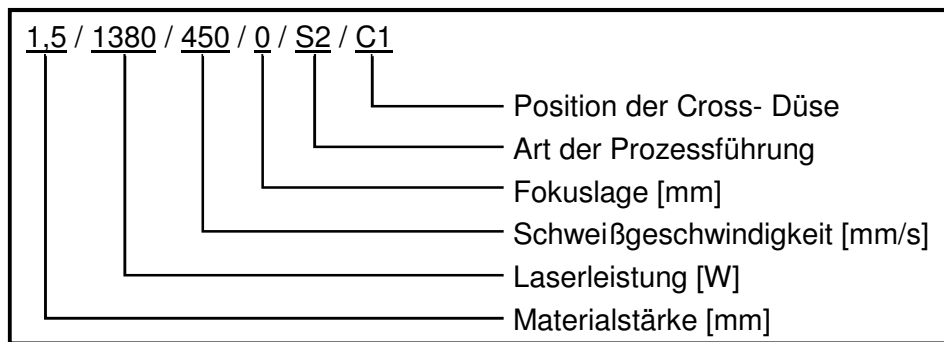 1,5 / 1380 / 450 / 0 / S2 / C1
Position der Cross- Düse
Art der Prozessführung
Fokuslage [mm]
Schweißgeschwindigkeit [mm/s]
Laserleistung [W]
Materialstärke [mm]